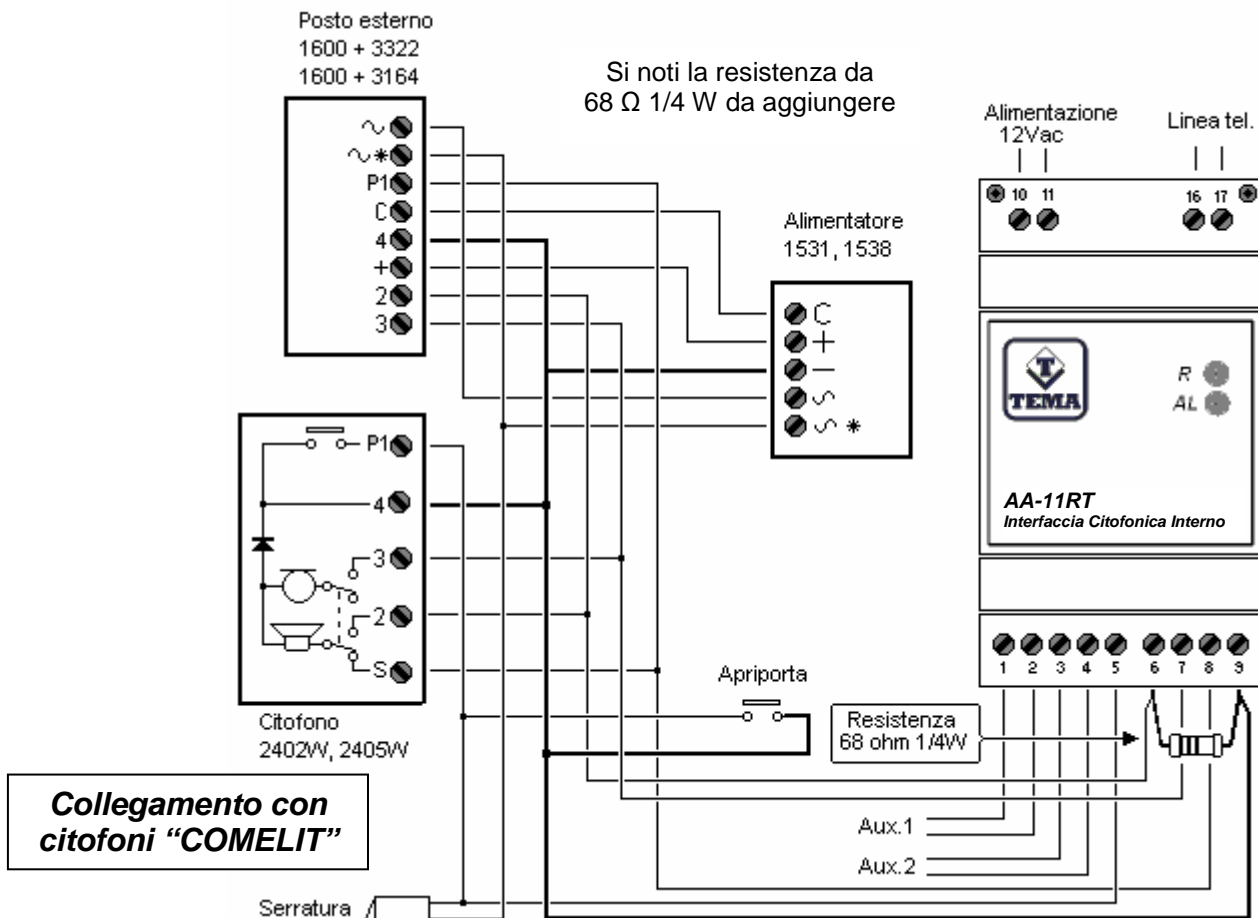 Posto esterno
1600 + 3322
1600 + 3164
Si noti la resistenza da
68 Ω 1/4 W da aggiungere
Alimentazione
12Vac
Linea tel.
10 11
16 17
P1
C
4
+
2
3
Alimentatore
1531, 1538
C
+
−
*
T
TEMA
R
AL
AA-11RT
Interfaccia Citofonica Interno
P1
4
3
2
S
Citofono
2402W, 2405W
Apriporta
1 2 3 4 5 6 7 8 9
Resistenza
68 ohm 1/4W
Collegamento con
citofoni “COMELIT”
Aux.1
Aux.2
Serratura